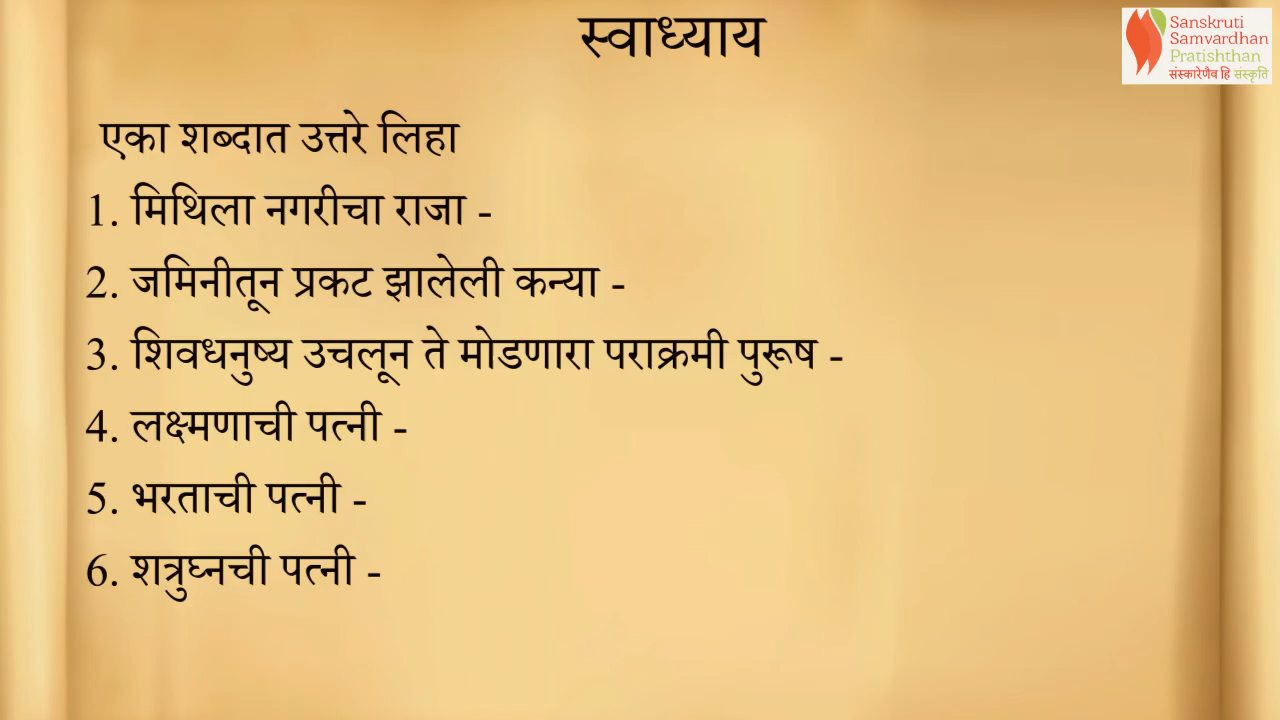 स्वाध्याय
Sanskruti
Samvardhan
Pratishthan
संस्कारेणैव हि संस्कृति
एका शब्दात उत्तरे लिहा
1. मिथिला नगरीचा राजा -
2. जमिनीतून प्रकट झालेली कन्या -
3. शिवधनुष्य उचलून ते मोडणारा पराक्रमी पुरूष -
4. लक्ष्मणाची पत्नी -
5. भरताची पत्नी -
6. शत्रुघ्नची पत्नी -